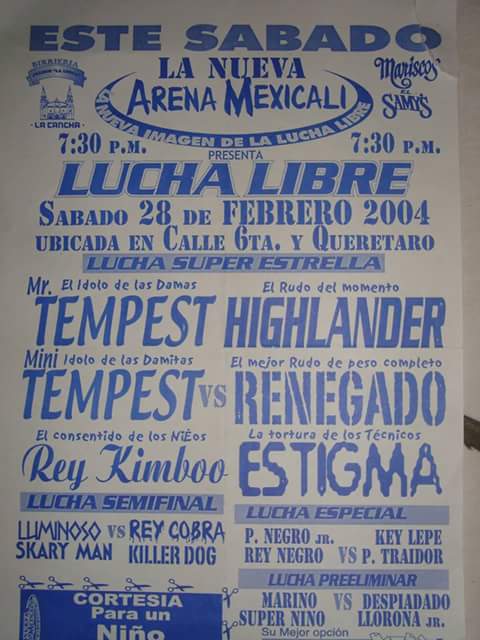 ESTE SABADO
BIRRIERIA
LA CANCHA
LA NUEVA
ARENA MEXICALI
LA NUEVA IMAGEN DE LA LUCHA LIBRE
Mariscos
EL
SAMY'S
7:30 P.M.
7:30 P.M.
PRESENTA
LUCHA LIBRE
SABADO 28 DE FEBRERO 2004
UBICADA EN CALLE 6TA. Y QUERETARO
LUCHA SUPER ESTRELLA
Mr. El Idolo de las Damas
TEMPEST
El Rudo del momento
HIGHLANDER
Mini Idolo de las Damitas
TEMPEST
VS
El mejor Rudo de peso completo
RENEGADO
El consentido de los NiÈos
Rey Kimboo
La tortura de los Técnicos
ESTIGMA
LUCHA SEMIFINAL
LUMINOSO VS REY COBRA
SKARY MAN KILLER DOG
LUCHA ESPECIAL
P. NEGRO JR. KEY LEPE
REY NEGRO VS P. TRAIDOR
LUCHA PREELIMINAR
MARINO VS DESPIADADO
SUPER NINO LLORONA JR.
CORTESIA
Para un
Niño
Su Mejor opción